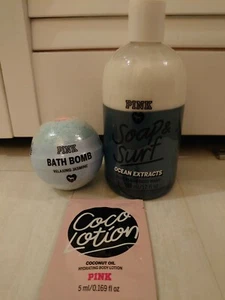 PINK
Soap &
Surf
OCEAN EXTRACTS
PINK
BATH BOMB
RELAXING JASMINE
Coco
Lotion
COCONUT OIL
HYDRATING BODY LOTION
PINK
5 ml/0.169 fl oz